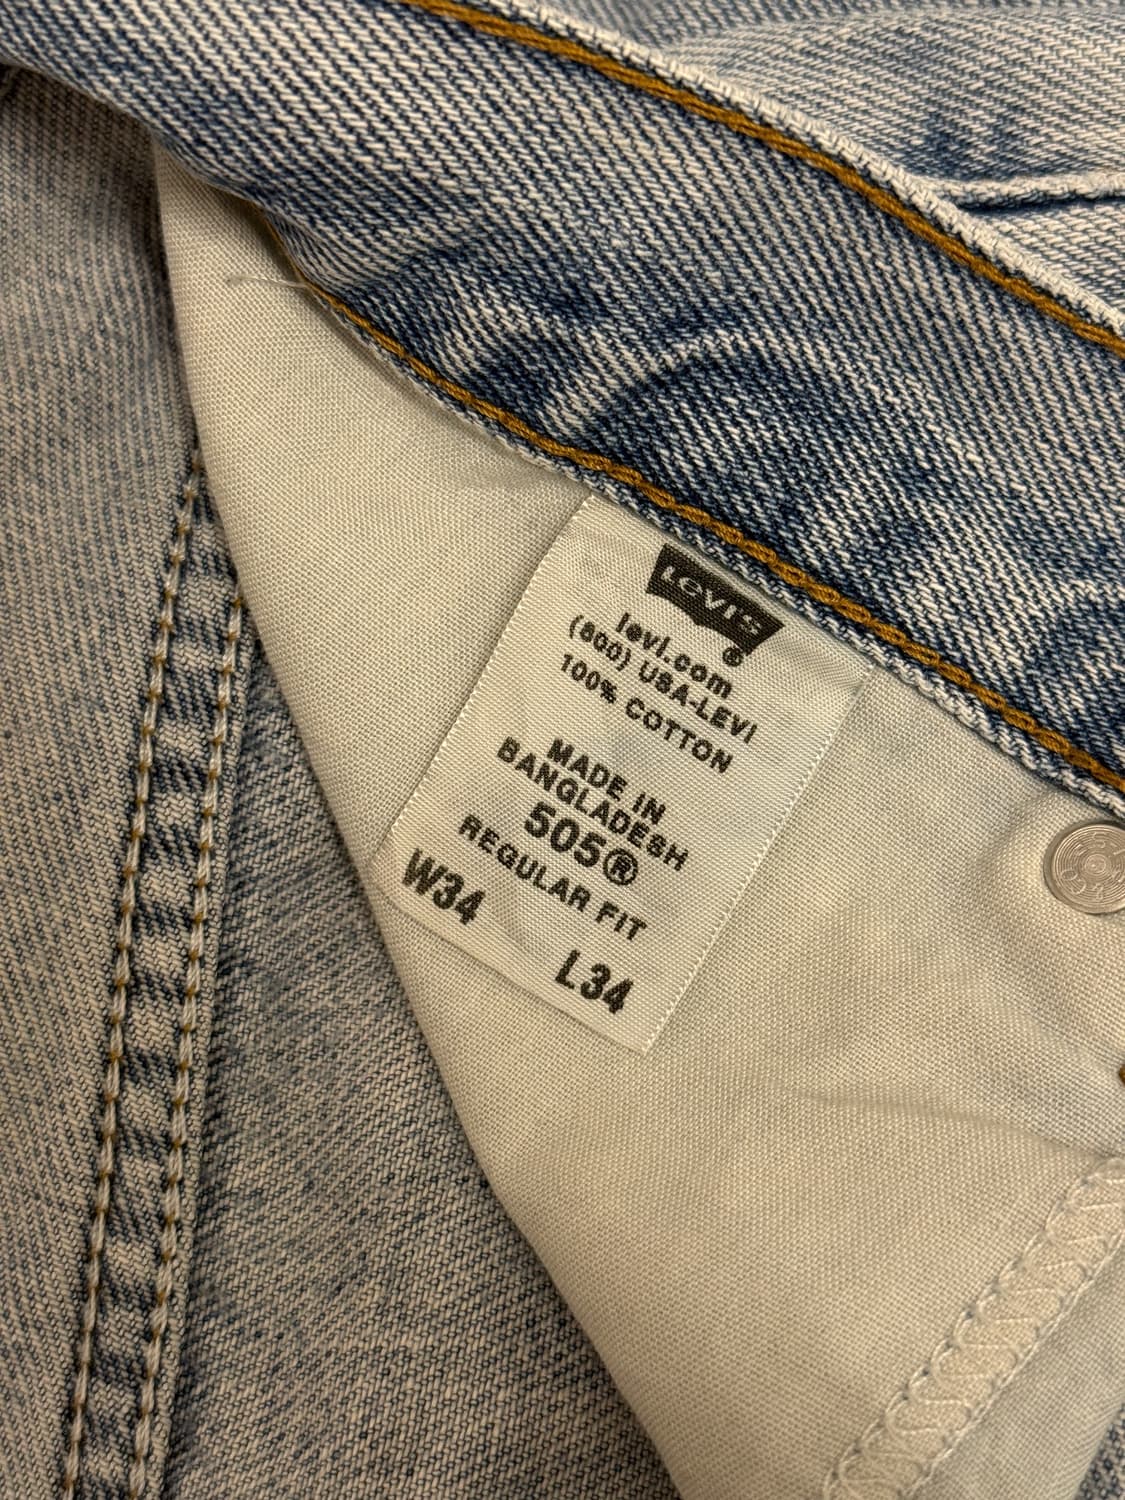 Levi's
®
levi.com
(800) USA-LEVI
100% COTTON
MADE IN
BANGLADESH
505®
REGULAR FIT
W34 L34